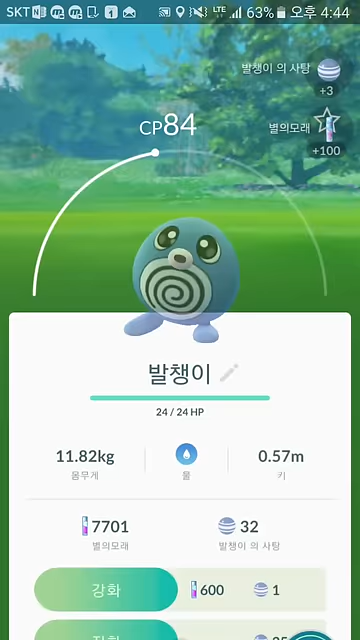 SKT LTE 63% 오후 4:44
발챙이 의 사탕
+3
별의모래
+100
CP84
발챙이
24 / 24 HP
11.82kg 0.57m
몸무게 물 키
7701 32
별의모래 발챙이 의 사탕
강화 600 1